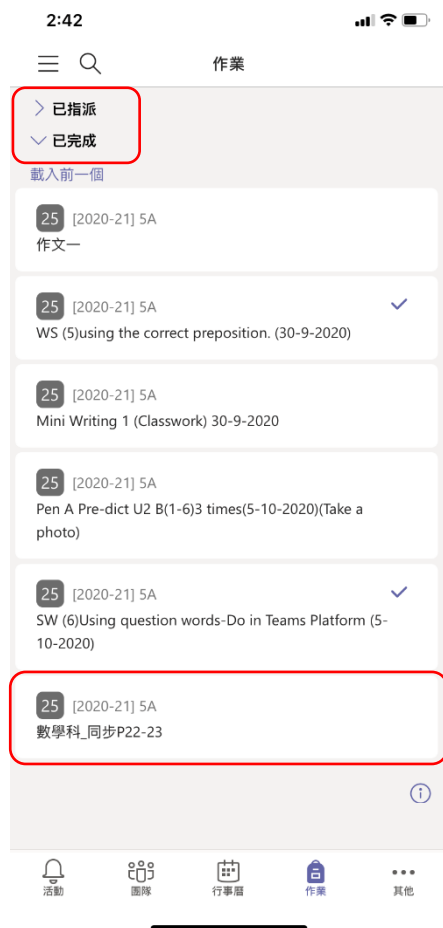 2:42
作業
已指派
已完成
載入前一個
25 [2020-21] 5A
作文一
25 [2020-21] 5A
WS (5)using the correct preposition. (30-9-2020)
25 [2020-21] 5A
Mini Writing 1 (Classwork) 30-9-2020
25 [2020-21] 5A
Pen A Pre-dict U2 B(1-6)3 times(5-10-2020)(Take a
photo)
25 [2020-21] 5A
SW (6)Using question words-Do in Teams Platform (5-
10-2020)
25 [2020-21] 5A
數學科_同步P22-23
活動 團隊 行事曆 作業 其他